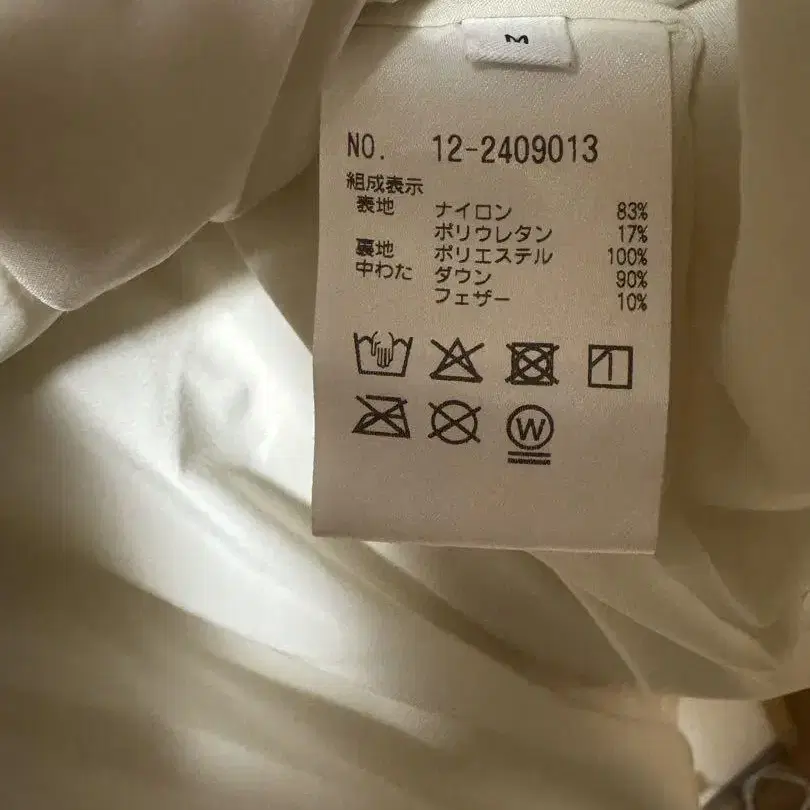 M
NO. 12-2409013
組成表示
表地 ナイロン 83%
ポリウレタン 17%
裏地 ポリエステル 100%
中わた ダウン 90%
フェザー 10%
W